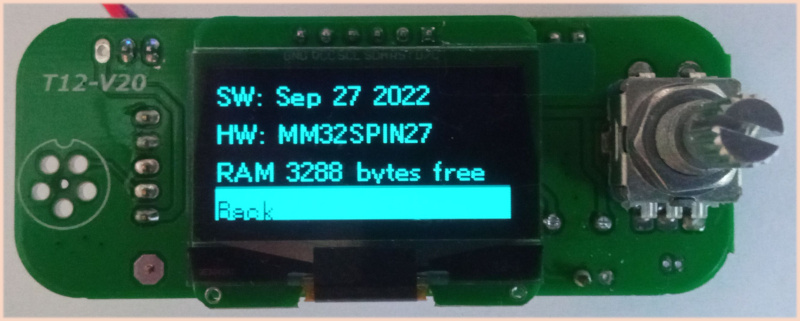 T12-V20
SW: Sep 27 2022
HW: MM32SPIN27
RAM 3288 bytes free
Back